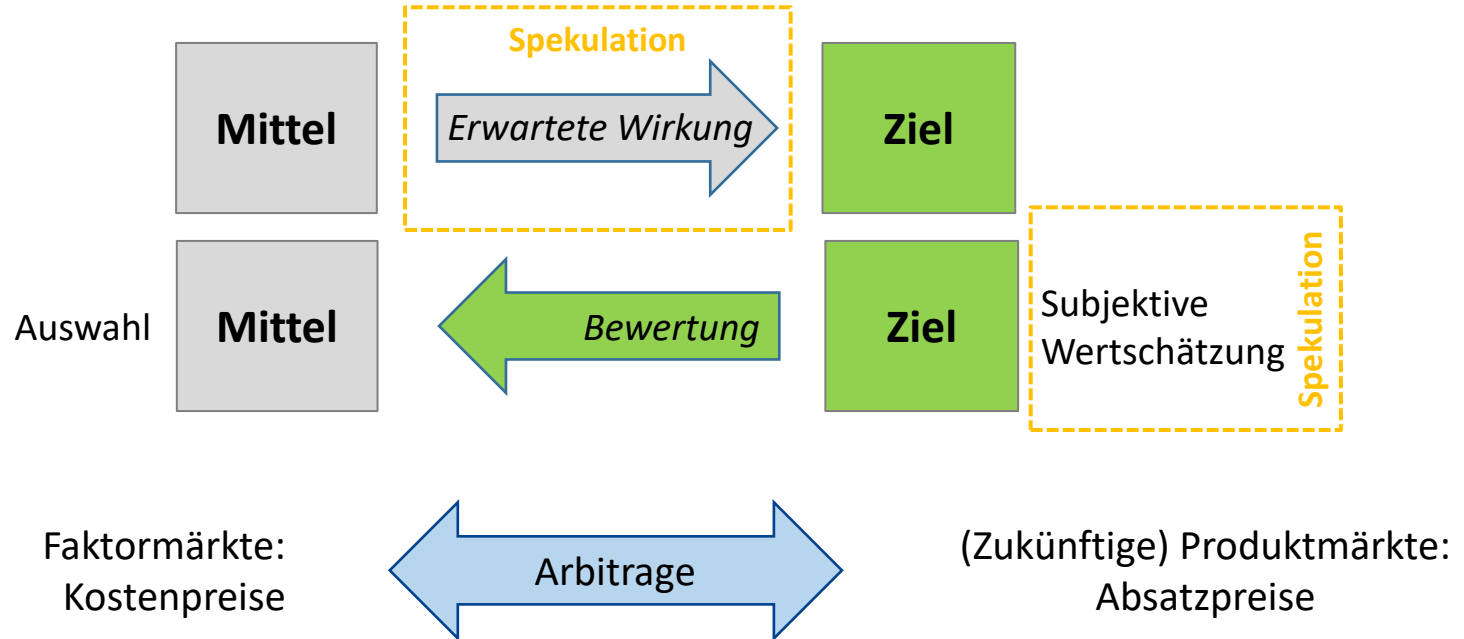 Spekulation
Mittel
Erwartete Wirkung
Ziel
Auswahl
Mittel
Bewertung
Ziel
Subjektive
Wertschätzung
Spekulation
Faktormärkte:
Kostenpreise
Arbitrage
(Zukünftige) Produktmärkte:
Absatzpreise